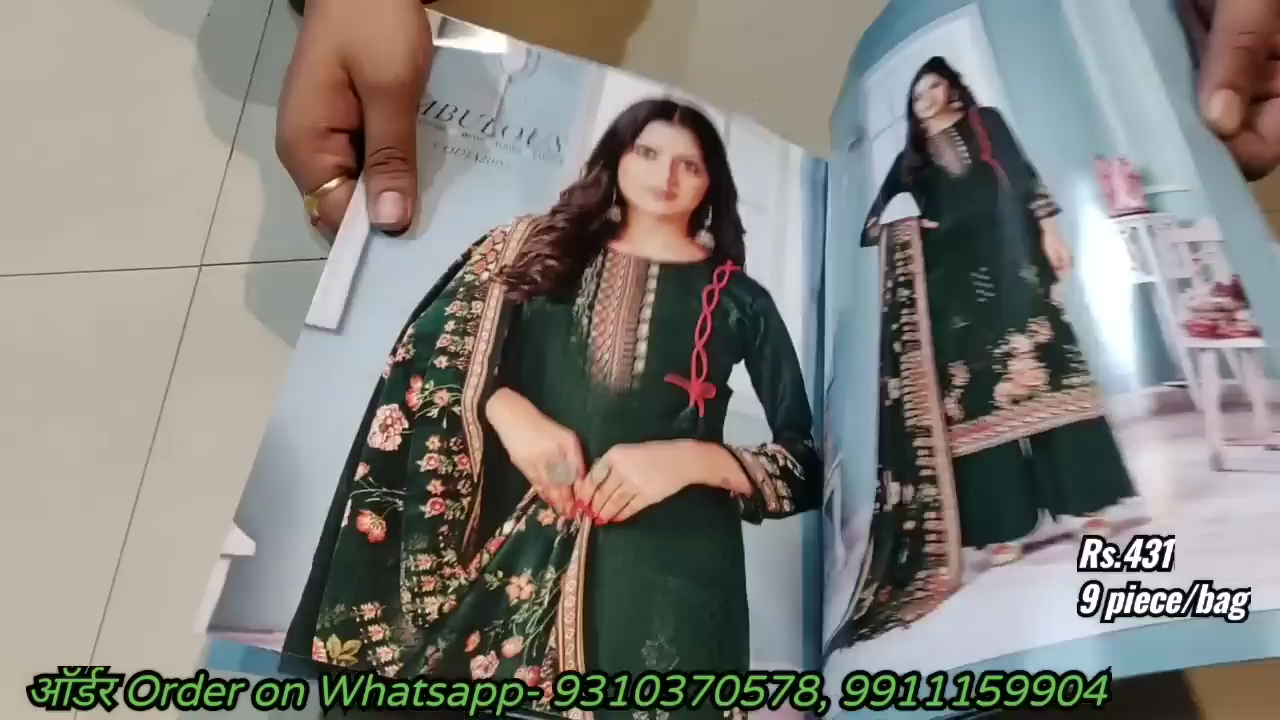 Rs.431
9 piece/bag
ऑर्डर Order on Whatsapp- 9310370578, 9911159904